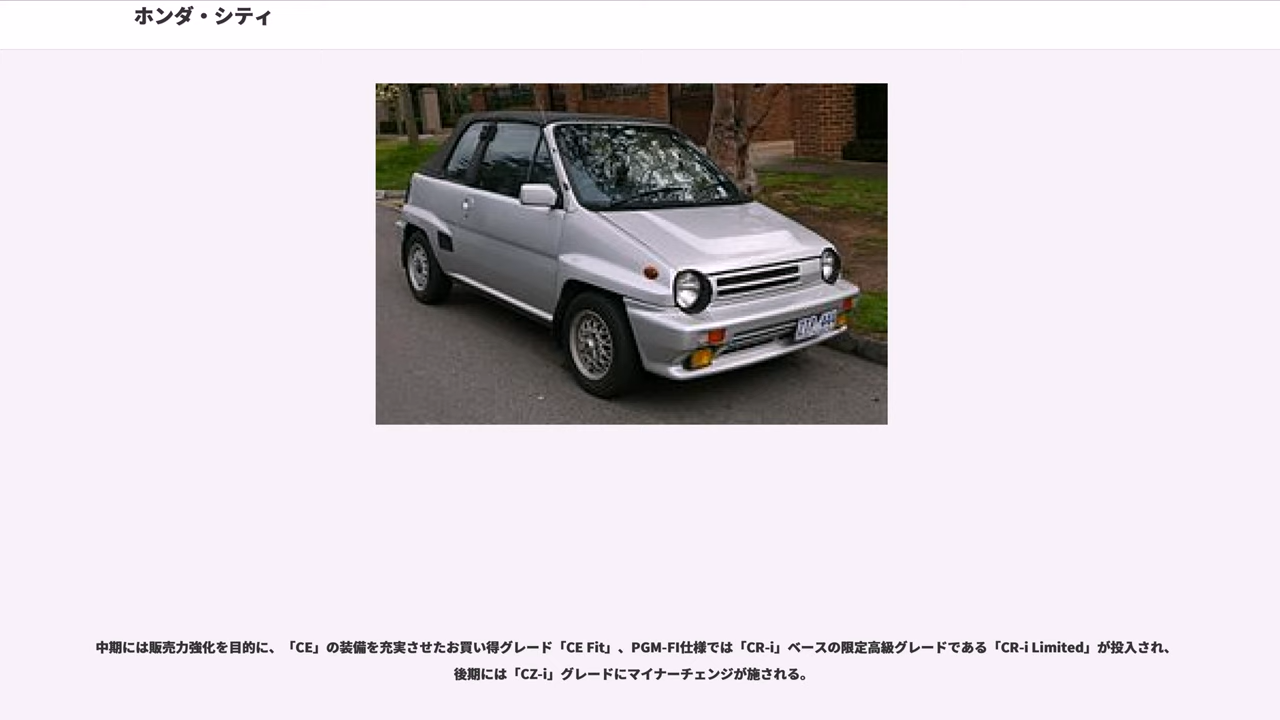 ホンダ・シティ
中期には販売力強化を目的に、「CE」の装備を充実させたお買い得グレード「CE Fit」、PGM-FI仕様では「CR-i」ベースの限定高級グレードである「CR-i Limited」が投入され、
後期には「CZ-i」グレードにマイナーチェンジが施される。